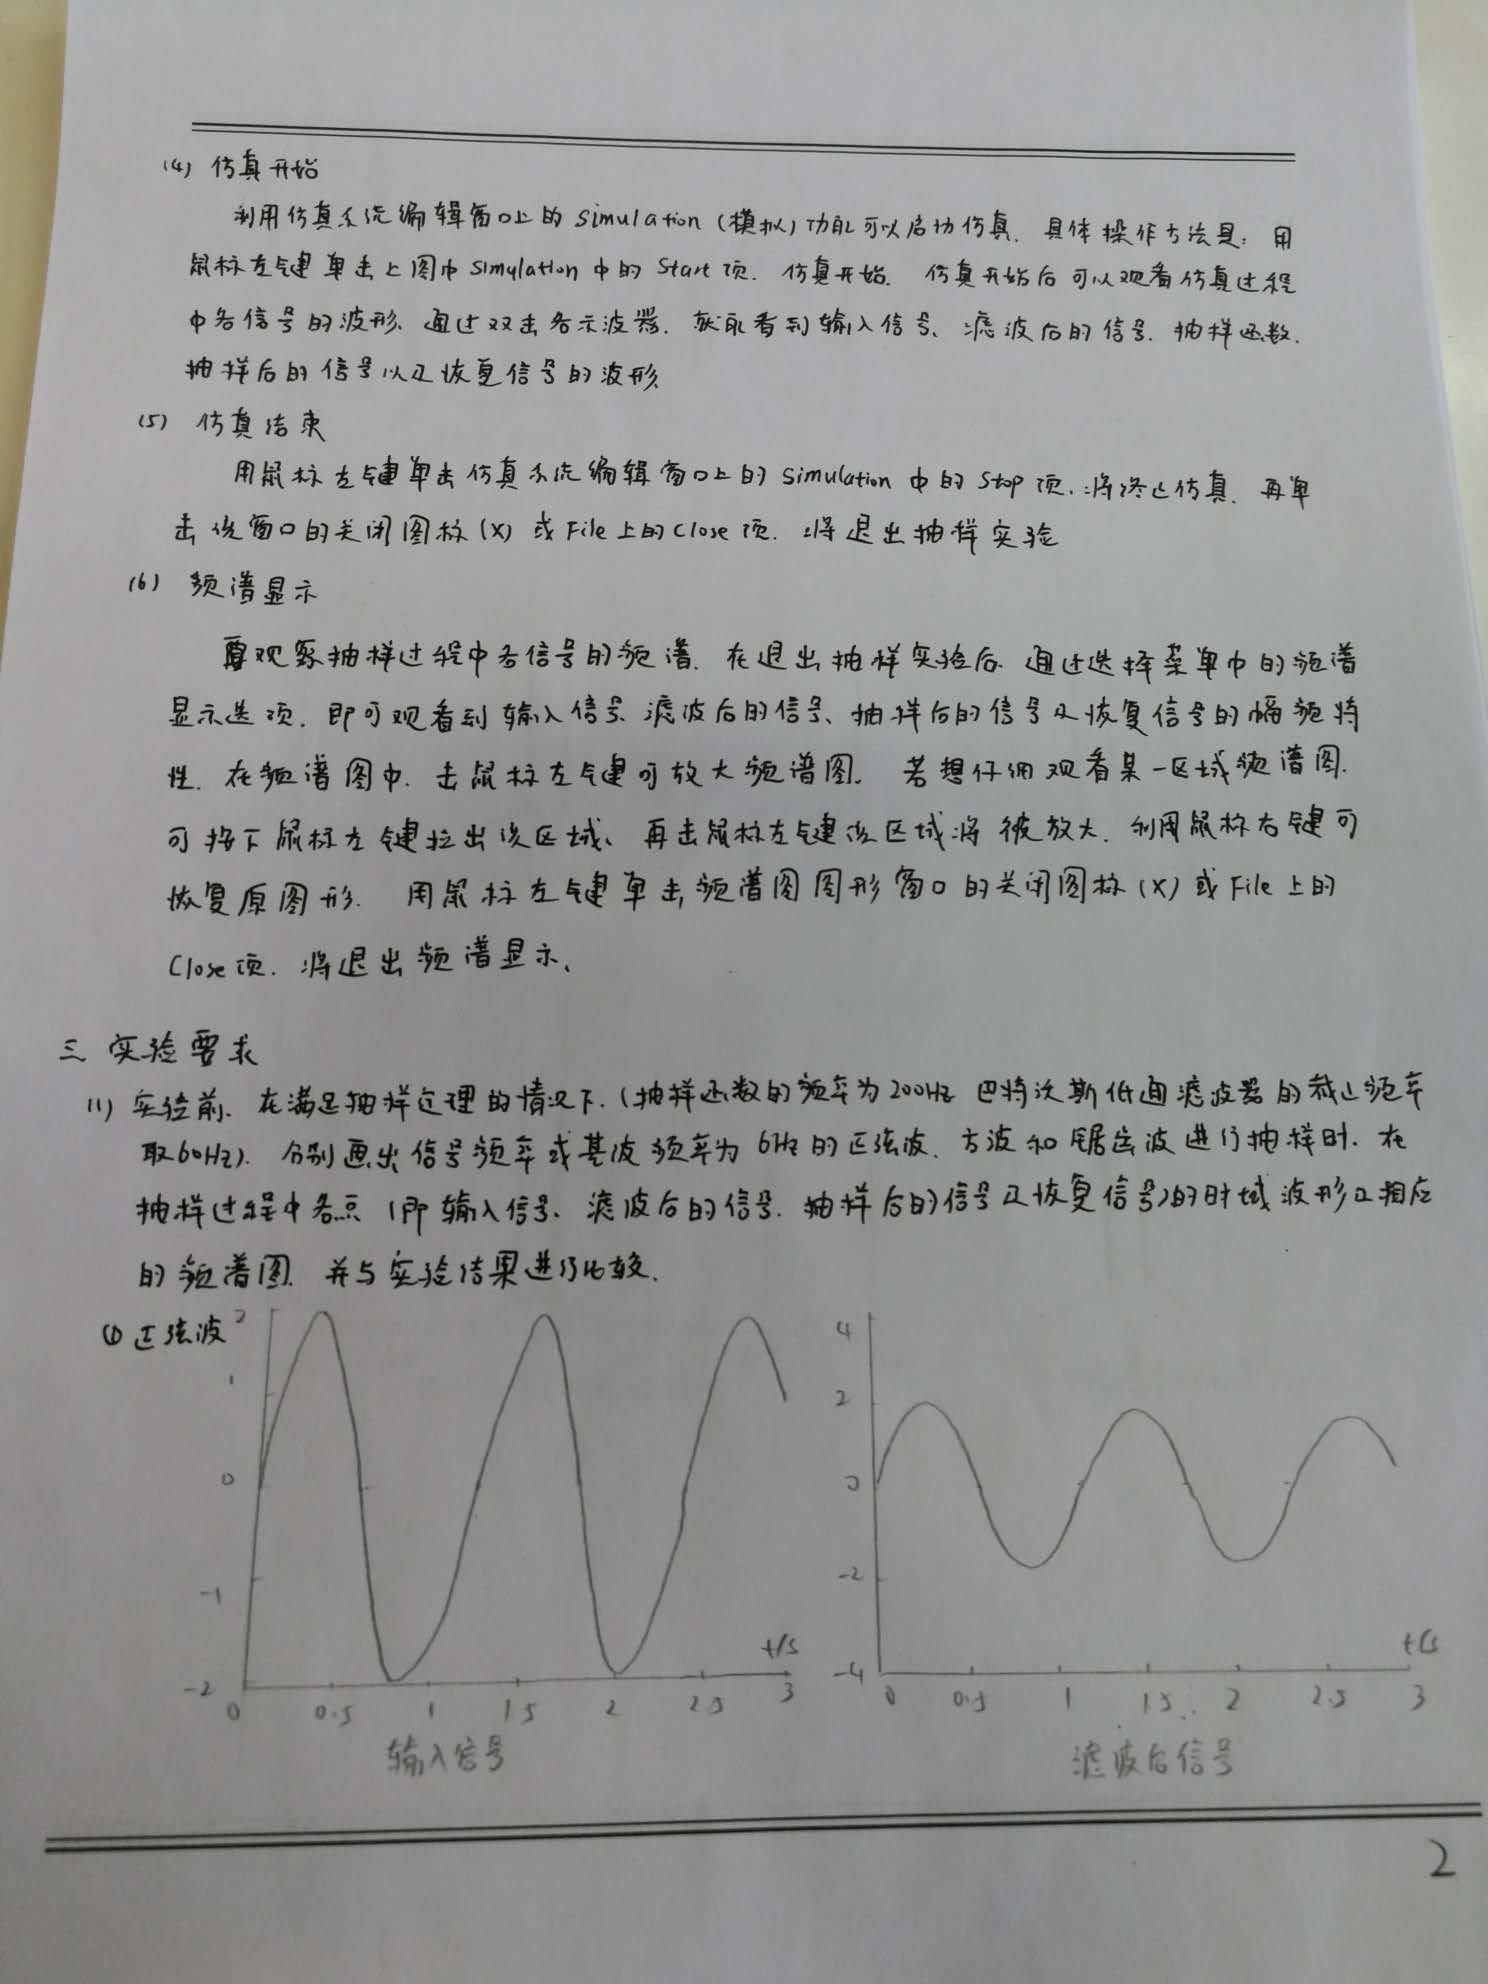 (4) 仿真开始
利用仿真系统编辑窗口上的 Simulation (模拟) 功能可以启动仿真. 具体操作方法是: 用
鼠标左键单击上图中 Simulation 中的 Start 项. 仿真开始. 仿真开始后可以观看仿真过程
中各信号的波形、通过双击各示波器. 就能看到输入信号、滤波后的信号. 抽样函数.
抽样后的信号以及恢复信号的波形.
(5) 仿真结束
用鼠标左键单击仿真系统编辑窗口上的 Simulation 中的 Stop 项. 将终止仿真. 再单
击该窗口的关闭图标 (X) 或 File 上的 Close 项. 将退出抽样实验
(6) 频谱显示
要观察抽样过程中各信号的频谱. 在退出抽样实验后. 通过选择菜单中的频谱
显示选项. 即可观看到输入信号、滤波后的信号、抽样后的信号及恢复信号的幅频特
性. 在频谱图中. 击鼠标左键可放大频谱图. 若想仔细观看某一区域频谱图.
可按下鼠标左键拉出该区域、再击鼠标左键该区域将被放大. 利用鼠标右键可
恢复原图形. 用鼠标左键单击频谱图图形窗口的关闭图标 (X) 或 File 上的
Close 项. 将退出频谱显示、
三 实验要求
(1) 实验前. 在满足抽样定理的情况下. (抽样函数的频率为 200Hz 巴特沃斯低通滤波器的截止频率
取60Hz). 分别画出信号频率或基波频率为 6Hz 的正弦波. 方波和锯齿波进行抽样时. 在
抽样过程中各点 (即输入信号、滤波后的信号. 抽样后的信号及恢复信号)的时域波形及相应
的频谱图. 并与实验结果进行比较.
① 正弦波
2
1
0
-1
-2
0 0.5 1 1.5 2 2.5 3
t/s
输入信号
4
2
0
-2
-4
0 0.5 1 1.5 2 2.5 3
t/s
滤波后信号
2